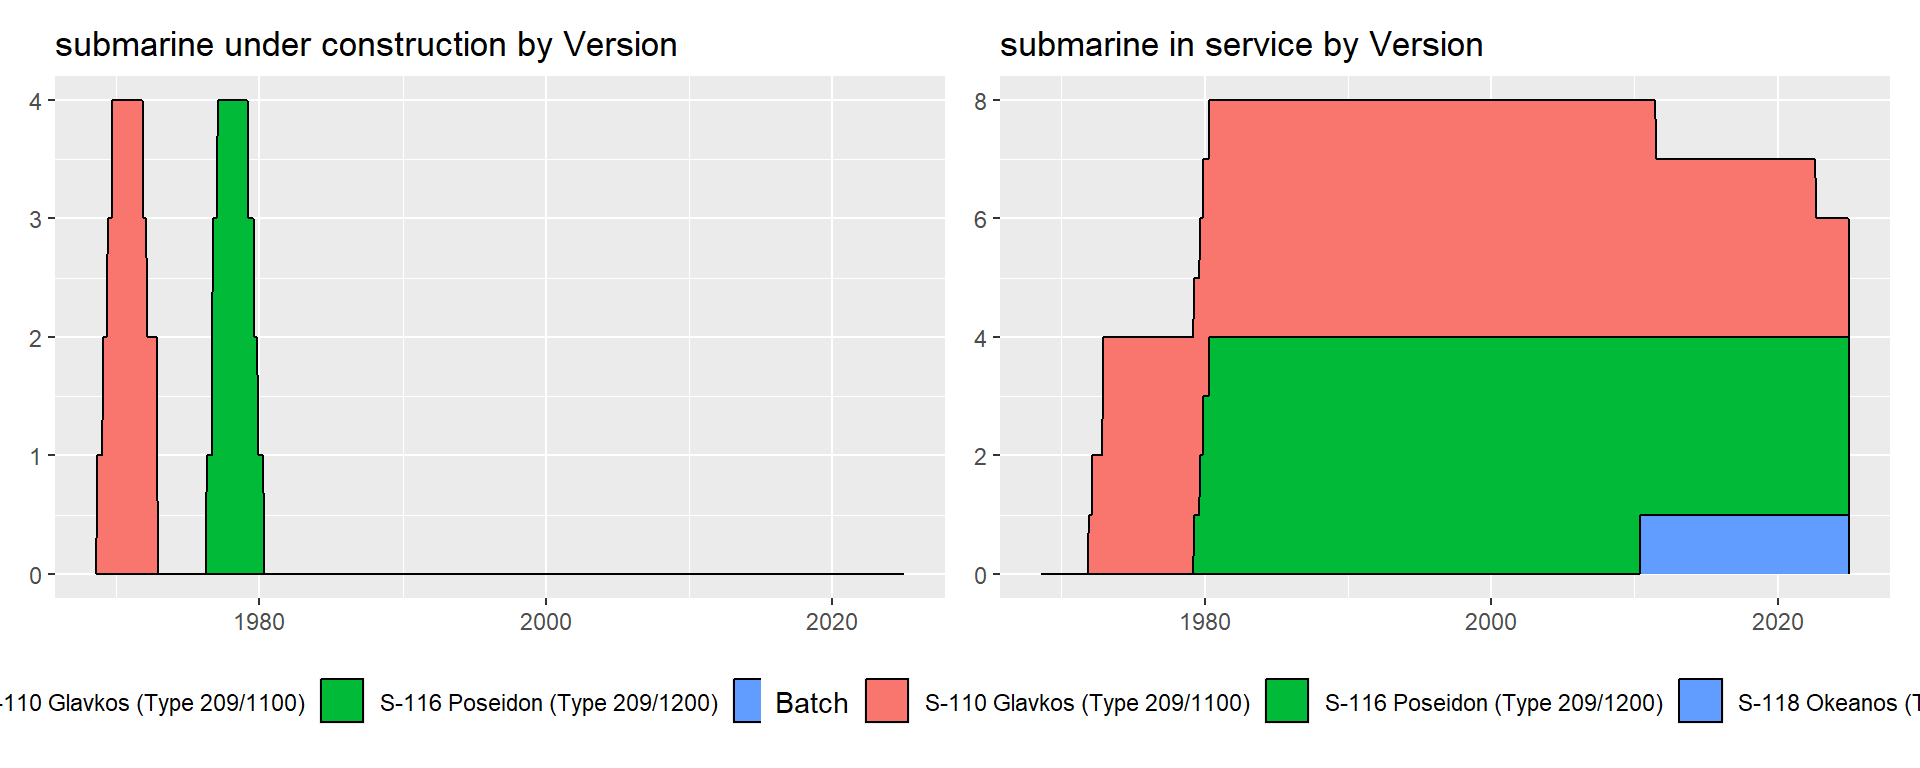 submarine under construction by Version
4
3
2
1
0
1980 2000 2020
-110 Glavkos (Type 209/1100) S-116 Poseidon (Type 209/1200)
submarine in service by Version
8
6
4
2
0
1980 2000 2020
Batch S-110 Glavkos (Type 209/1100) S-116 Poseidon (Type 209/1200) S-118 Okeanos (T